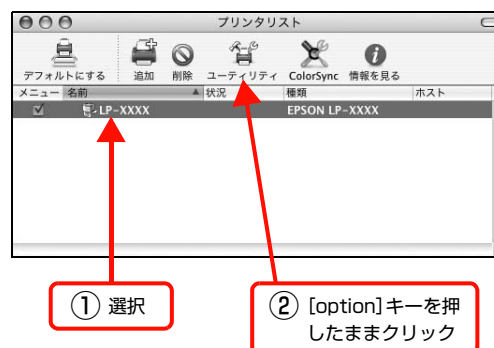 プリンタリスト
デフォルトにする 追加 削除 ユーティリティ ColorSync 情報を見る
メニュー 名前 状況 種類 ホスト
LP-XXXX EPSON LP-XXXX
① 選択
② [option]キーを押
したままクリック